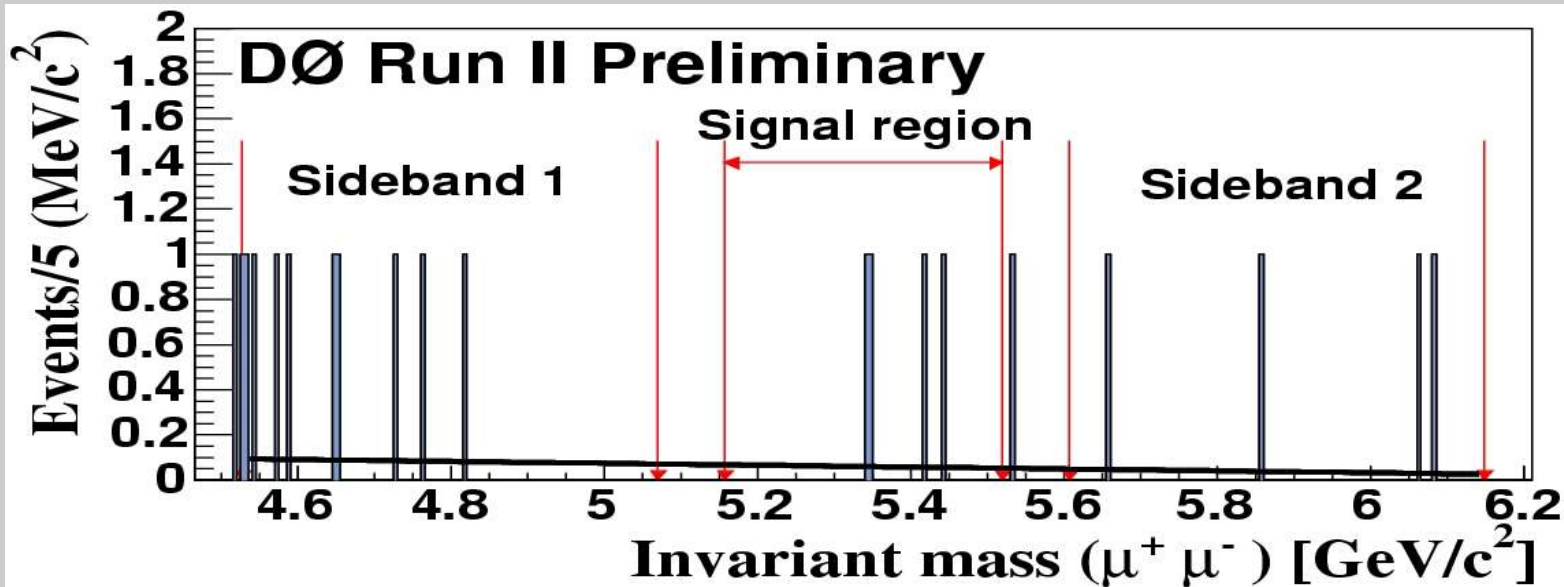 Events/5 (MeV/c²)
2
1.8
1.6
1.4
1.2
1
0.8
0.6
0.4
0.2
0
DØ Run II Preliminary
Signal region
Sideband 1
Sideband 2
4.6 4.8 5 5.2 5.4 5.6 5.8 6 6.2
Invariant mass (μ⁺ μ⁻ ) [GeV/c²]